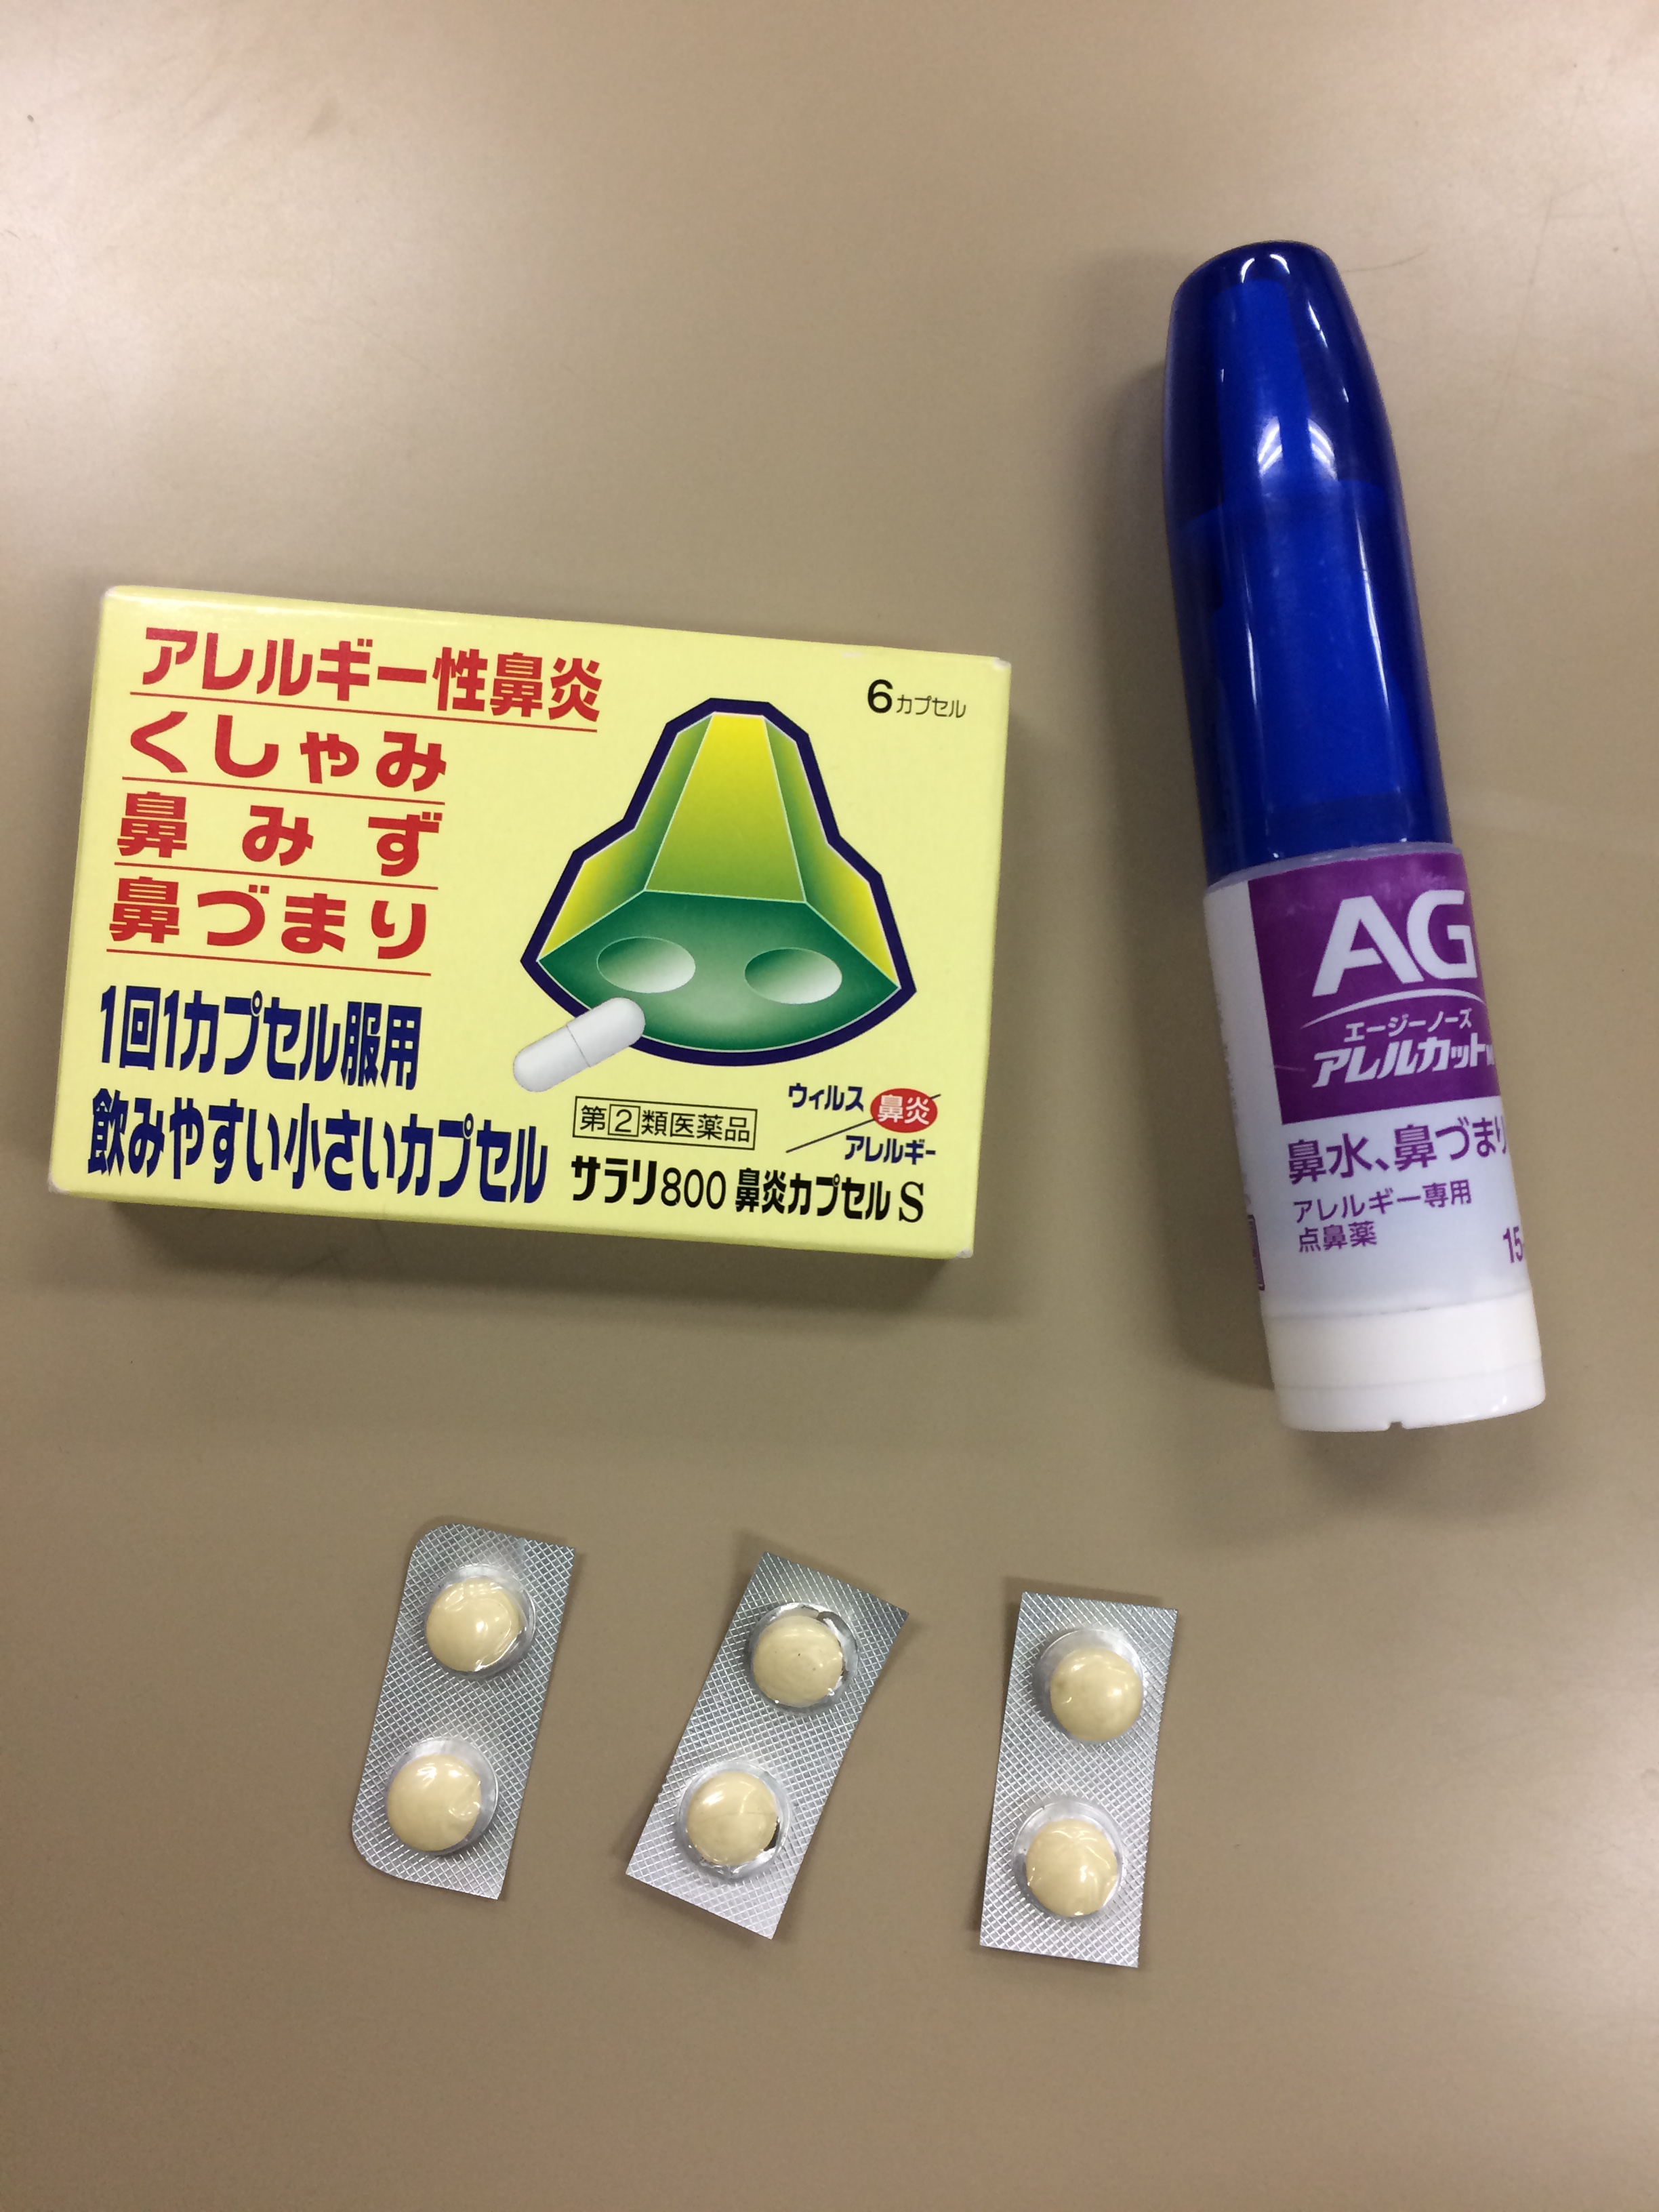 アレルギー性鼻炎
くしゃみ
鼻みず
鼻づまり
1回1カプセル服用
飲みやすい小さいカプセル
6カプセル
第②類医薬品
ウィルス
鼻炎
アレルギー
サラリ800 鼻炎カプセルS
AG
エージーノーズ
アレルカット
鼻水、鼻づまり
アレルギー専用
点鼻薬
15